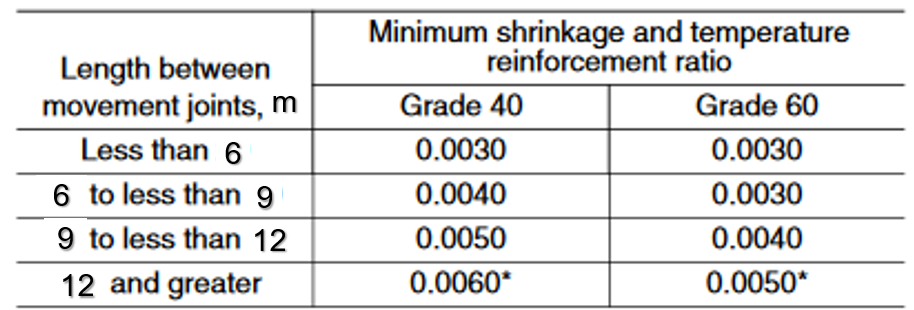 Minimum shrinkage and temperature
reinforcement ratio
Length between
movement joints, m
Grade 40 Grade 60
Less than 6 0.0030 0.0030
6 to less than 9 0.0040 0.0030
9 to less than 12 0.0050 0.0040
12 and greater 0.0060* 0.0050*